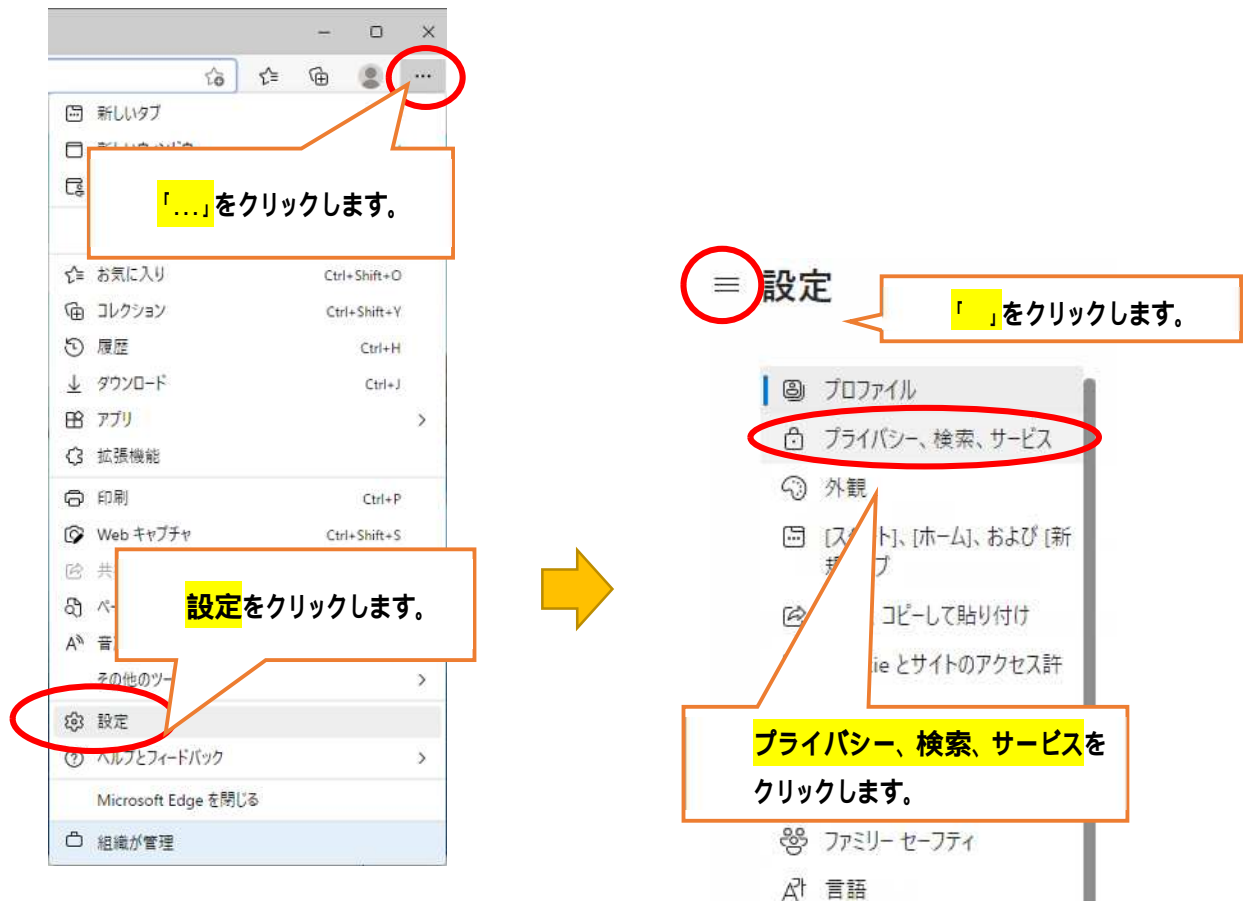 新しいタブ
「...」をクリックします。
お気に入り Ctrl+Shift+O
コレクション Ctrl+Shift+Y
履歴 Ctrl+H
ダウンロード Ctrl+J
アプリ
拡張機能
印刷 Ctrl+P
Web キャプチャ Ctrl+Shift+S
設定をクリックします。
その他のツー
設定
ヘルプとフィードバック
Microsoft Edge を閉じる
組織が管理
設定
「 」をクリックします。
プロファイル
プライバシー、検索、サービス
外観
ト]、[ホーム]、および [新
コピーして貼り付け
ie とサイトのアクセス許
プライバシー、検索、サービスを
クリックします。
ファミリー セーフティ
言語